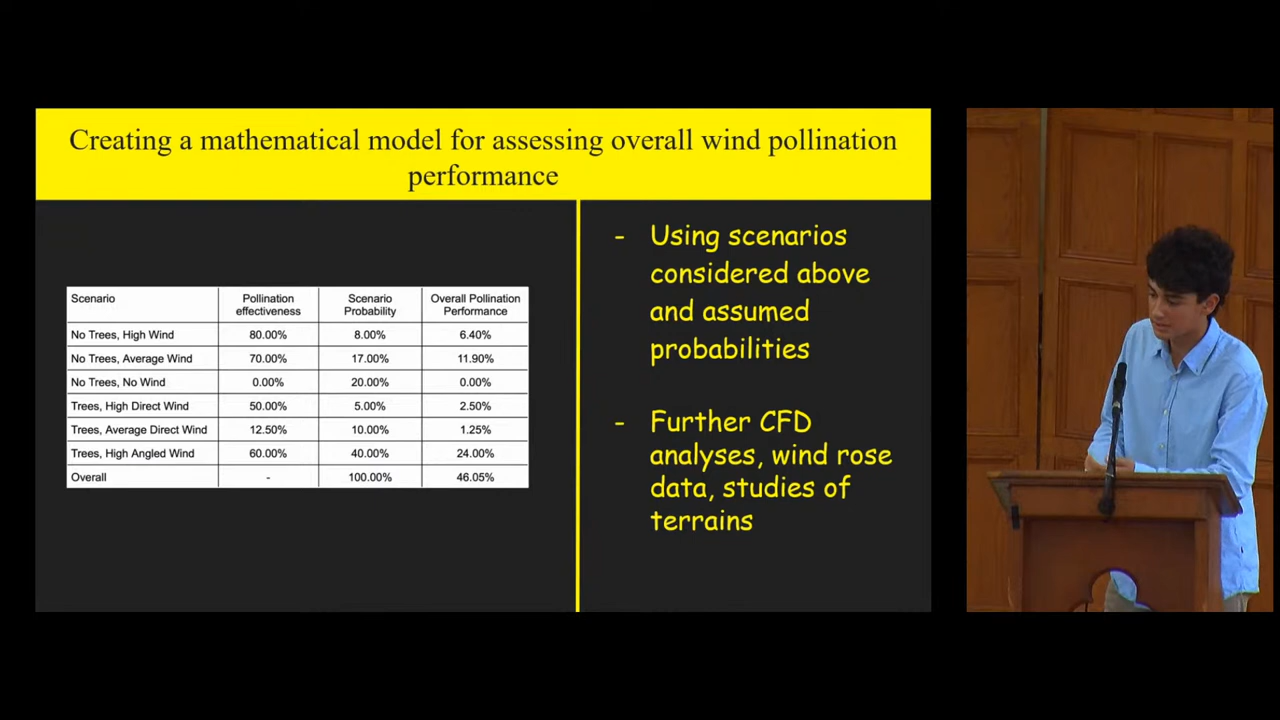 Creating a mathematical model for assessing overall wind pollination
performance
Scenario Pollination effectiveness Scenario Probability Overall Pollination Performance
No Trees, High Wind 80.00% 8.00% 6.40%
No Trees, Average Wind 70.00% 17.00% 11.90%
No Trees, No Wind 0.00% 20.00% 0.00%
Trees, High Direct Wind 50.00% 5.00% 2.50%
Trees, Average Direct Wind 12.50% 10.00% 1.25%
Trees, High Angled Wind 60.00% 40.00% 24.00%
Overall - 100.00% 46.05%
- Using scenarios
considered above
and assumed
probabilities
- Further CFD
analyses, wind rose
data, studies of
terrains